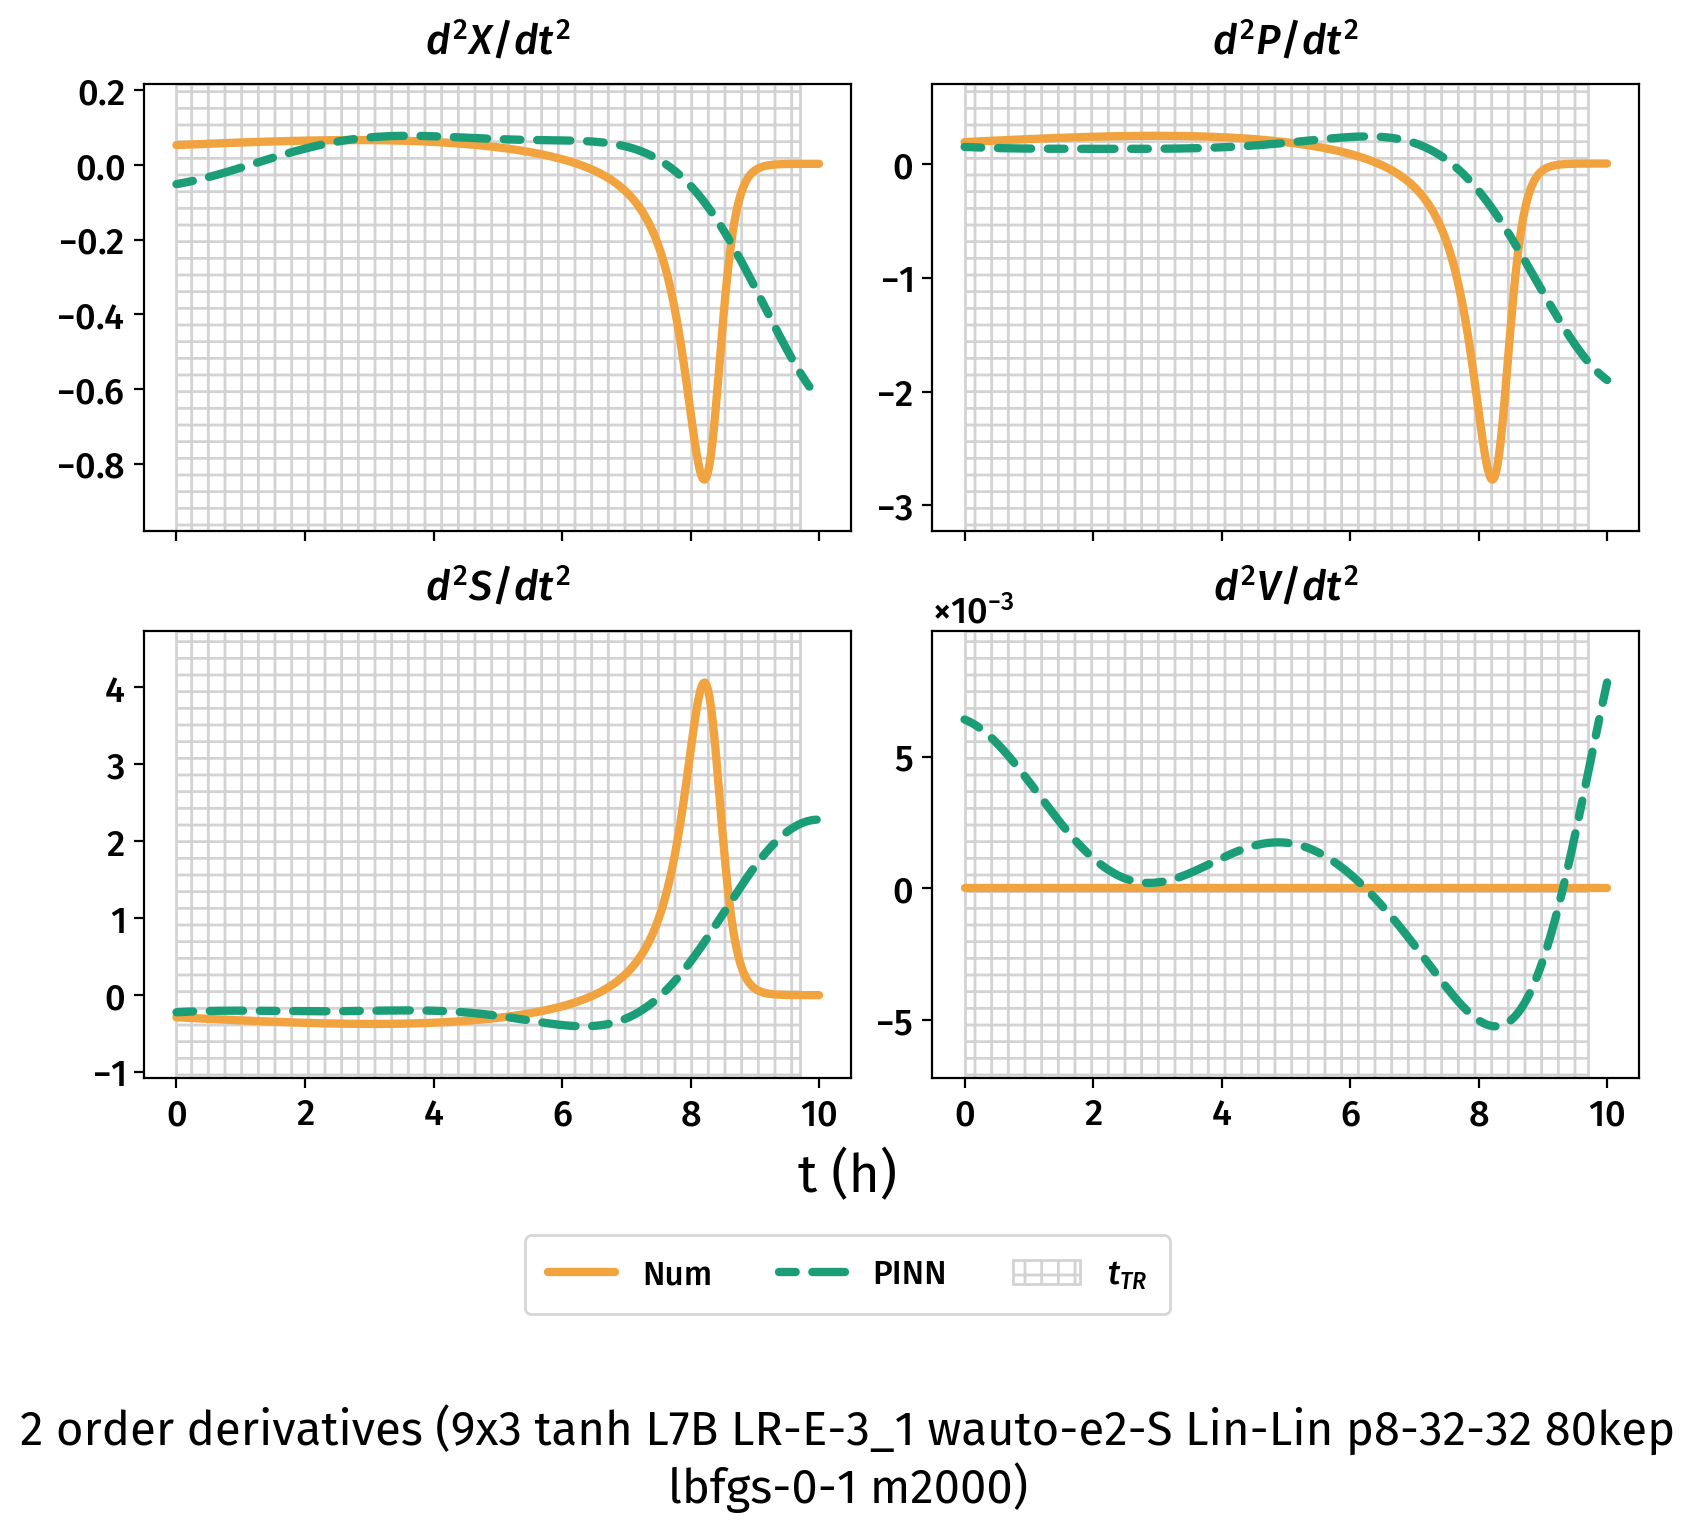 d²X/dt²
d²P/dt²
0.2
0.0
−0.2
−0.4
−0.6
−0.8
0
−1
−2
−3
d²S/dt²
d²V/dt²
×10⁻³
4
3
2
1
0
−1
5
0
−5
0 2 4 6 8 10
0 2 4 6 8 10
t (h)
Num PINN t_TR
2 order derivatives (9x3 tanh L7B LR-E-3_1 wauto-e2-S Lin-Lin p8-32-32 80kep
lbfgs-0-1 m2000)